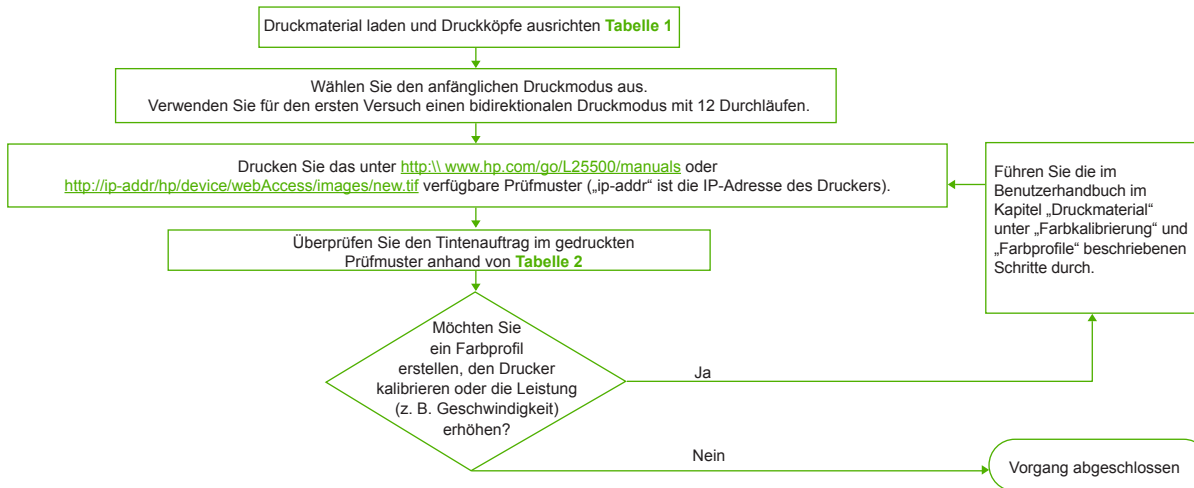 Druckmaterial laden und Druckköpfe ausrichten Tabelle 1
Wählen Sie den anfänglichen Druckmodus aus.
Verwenden Sie für den ersten Versuch einen bidirektionalen Druckmodus mit 12 Durchläufen.
Drucken Sie das unter http:\\ www.hp.com/go/L25500/manuals oder
http://ip-addr/hp/device/webAccess/images/new.tif verfügbare Prüfmuster („ip-addr“ ist die IP-Adresse des Druckers).
Führen Sie die im
Benutzerhandbuch im
Kapitel „Druckmaterial“
unter „Farbkalibrierung“ und
„Farbprofile“ beschriebenen
Schritte durch.
Überprüfen Sie den Tintenauftrag im gedruckten
Prüfmuster anhand von Tabelle 2
Möchten Sie
ein Farbprofil
erstellen, den Drucker
kalibrieren oder die Leistung
(z. B. Geschwindigkeit)
erhöhen?
Ja
Nein
Vorgang abgeschlossen